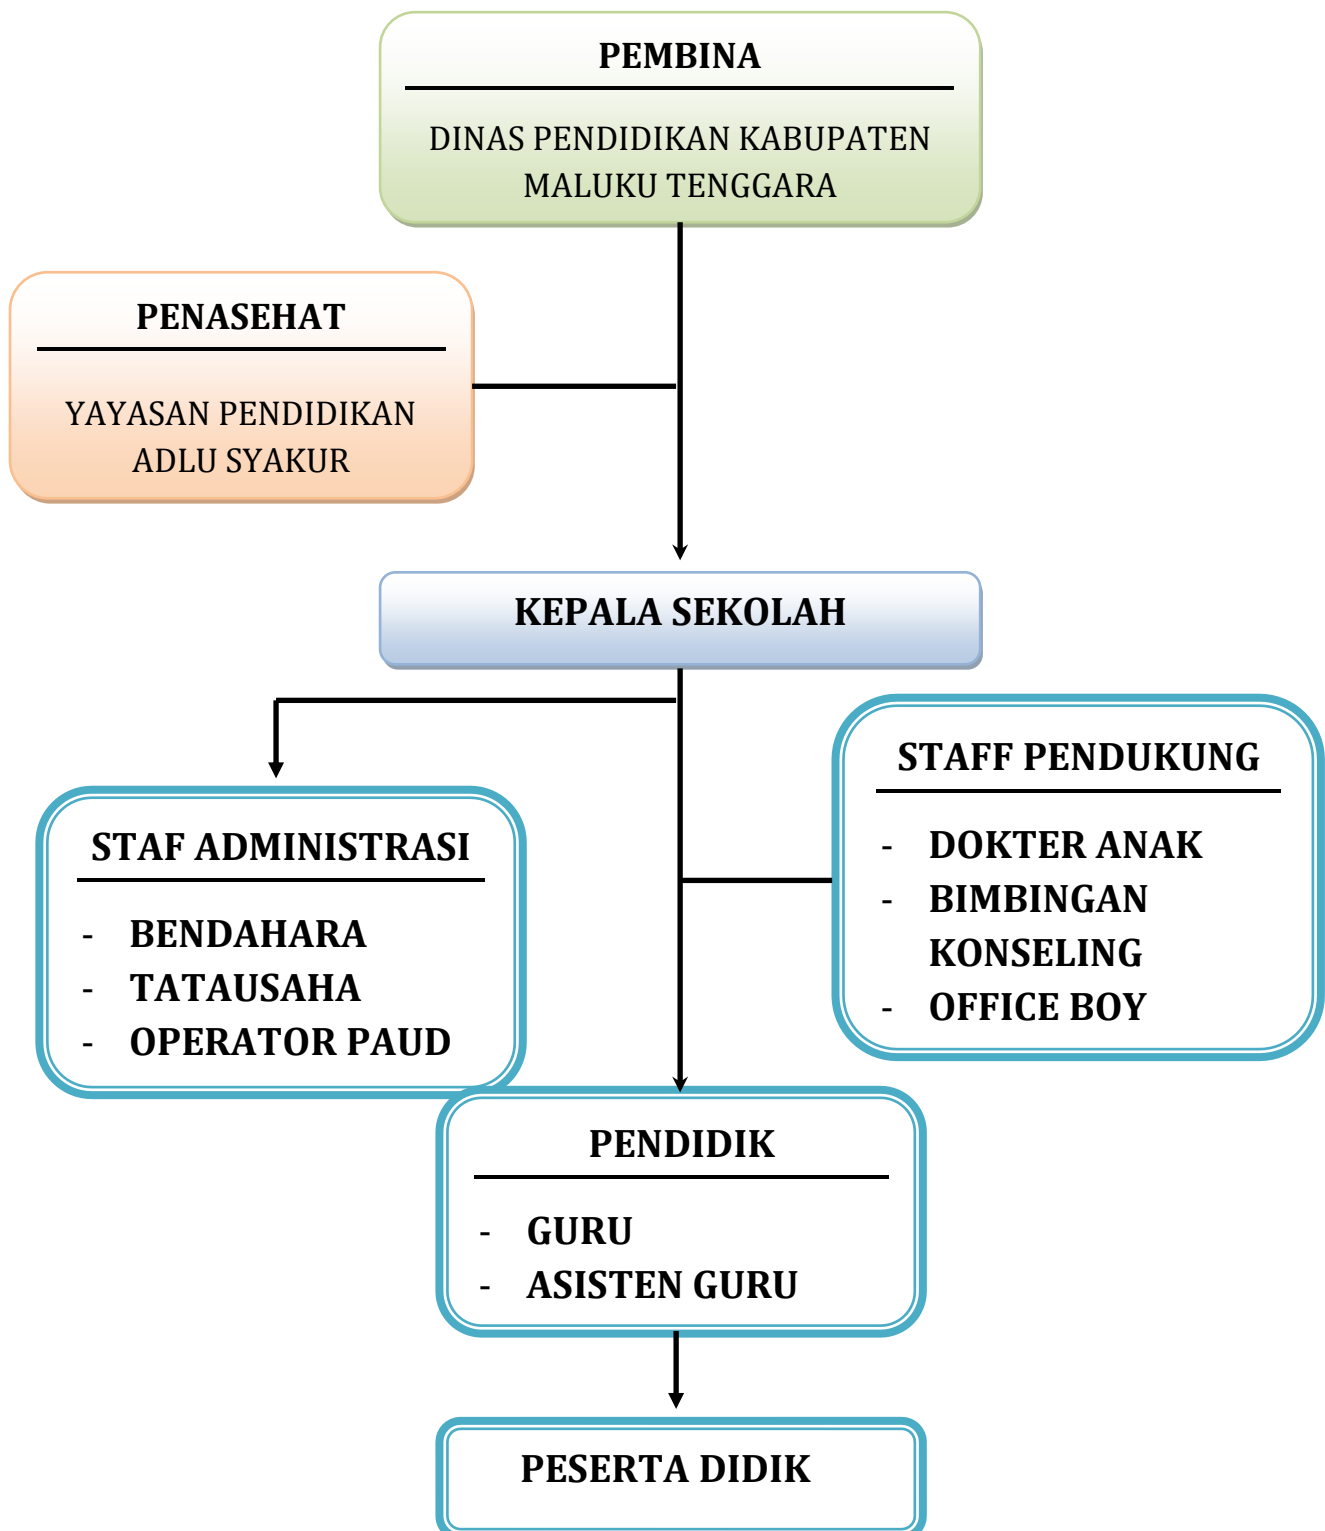 PEMBINA
DINAS PENDIDIKAN KABUPATEN
MALUKU TENGGARA
PENASEHAT
YAYASAN PENDIDIKAN
ADLU SYAKUR
KEPALA SEKOLAH
STAFF PENDUKUNG
- DOKTER ANAK
- BIMBINGAN
KONSELING
- OFFICE BOY
STAF ADMINISTRASI
- BENDAHARA
- TATAUSAHA
- OPERATOR PAUD
PENDIDIK
- GURU
- ASISTEN GURU
PESERTA DIDIK